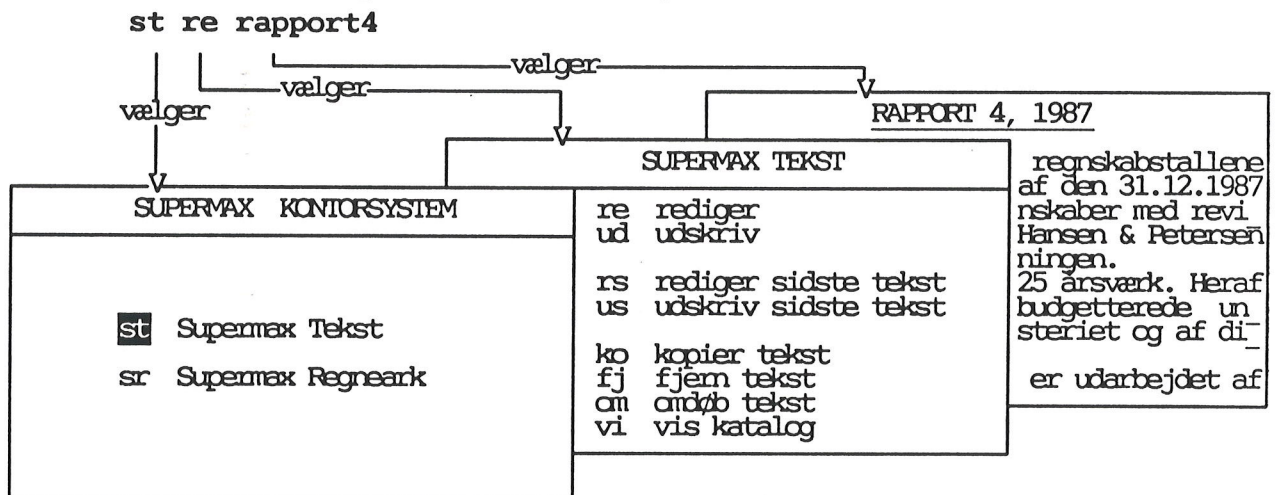 st re rapport4
vælger
vælger
vælger
RAPPORT 4, 1987
regnskabstallene
af den 31.12.1987
nskaber med revi_
Hansen & Petersen
ningen.
25 årsværk. Heraf
budgetterede un_
steriet og af di_
er udarbejdet af
SUPERMAX TEKST
re rediger
ud udskriv
rs rediger sidste tekst
us udskriv sidste tekst
ko kopier tekst
fj fjern tekst
om omdøb tekst
vi vis katalog
SUPERMAX KONTORSYSTEM
st Supermax Tekst
sr Supermax Regneark